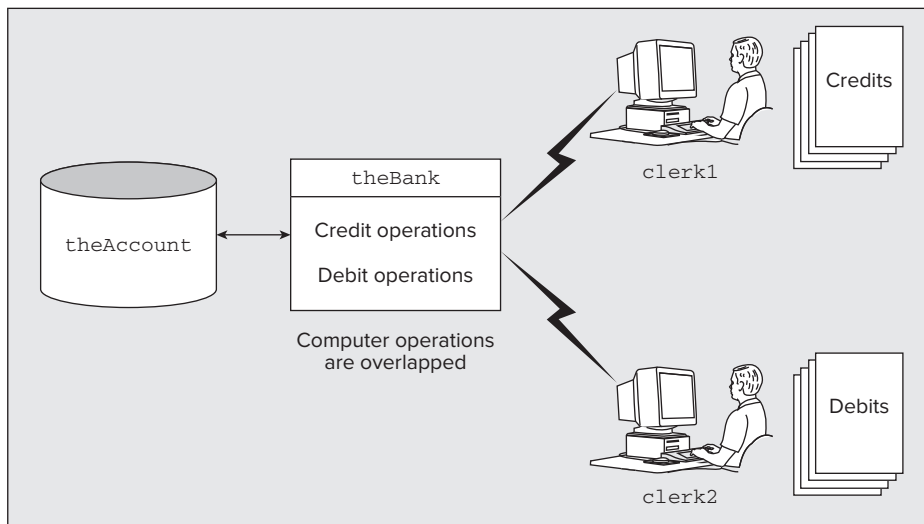 Credits
clerk1
theBank
Credit operations
theAccount
Debit operations
Computer operations
are overlapped
Debits
clerk2